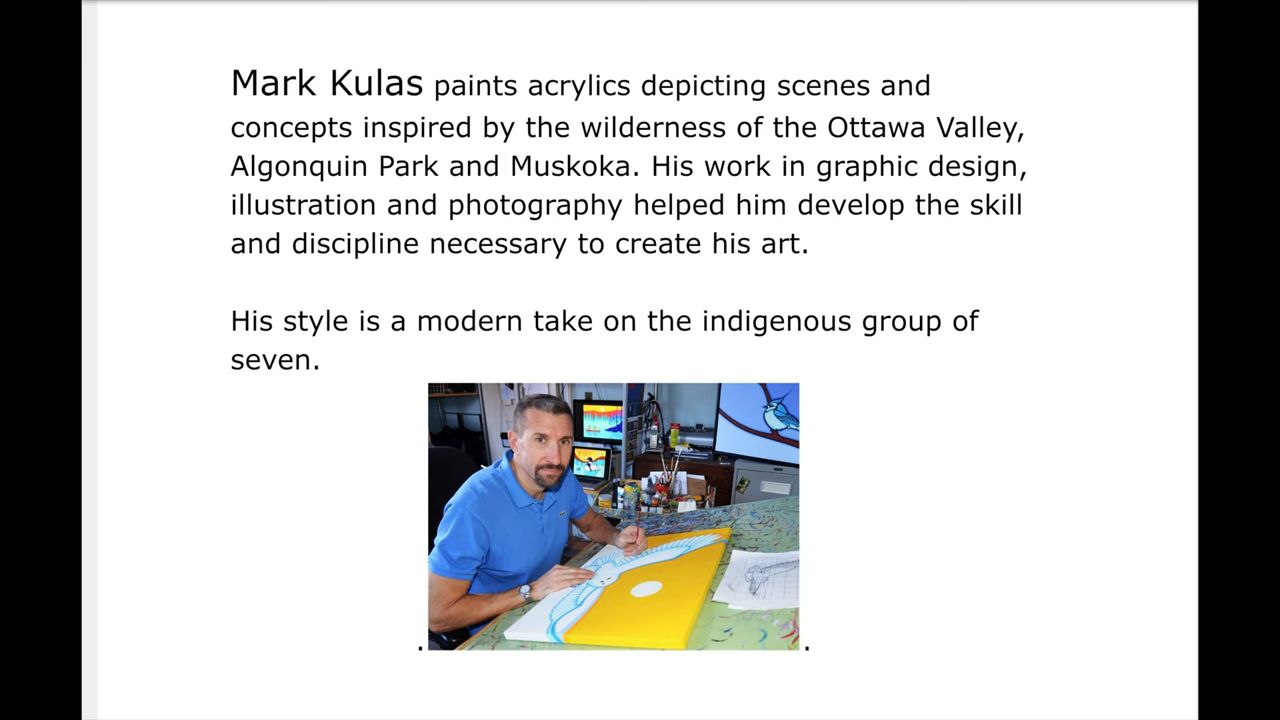 Mark Kulas paints acrylics depicting scenes and
concepts inspired by the wilderness of the Ottawa Valley,
Algonquin Park and Muskoka. His work in graphic design,
illustration and photography helped him develop the skill
and discipline necessary to create his art.
His style is a modern take on the indigenous group of
seven.
. .